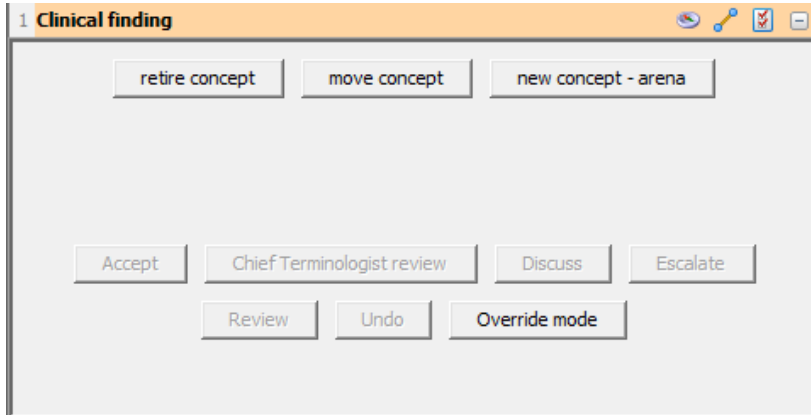 1 Clinical finding
retire concept move concept new concept - arena
Accept Chief Terminologist review Discuss Escalate
Review Undo Override mode